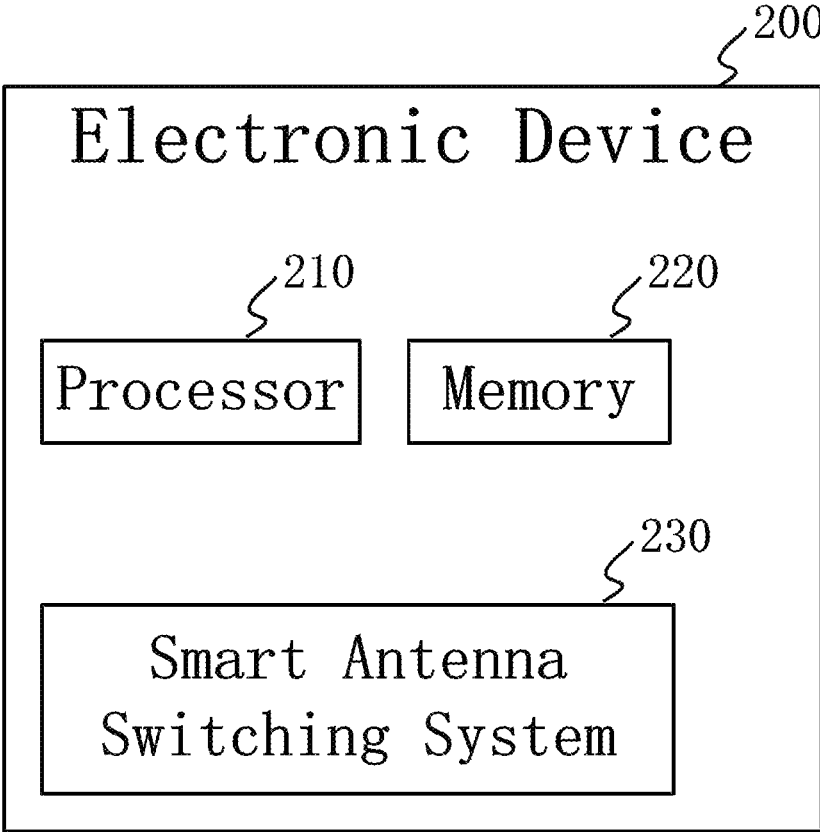 200
Electronic Device
210
220
Processor
Memory
230
Smart Antenna
Switching System